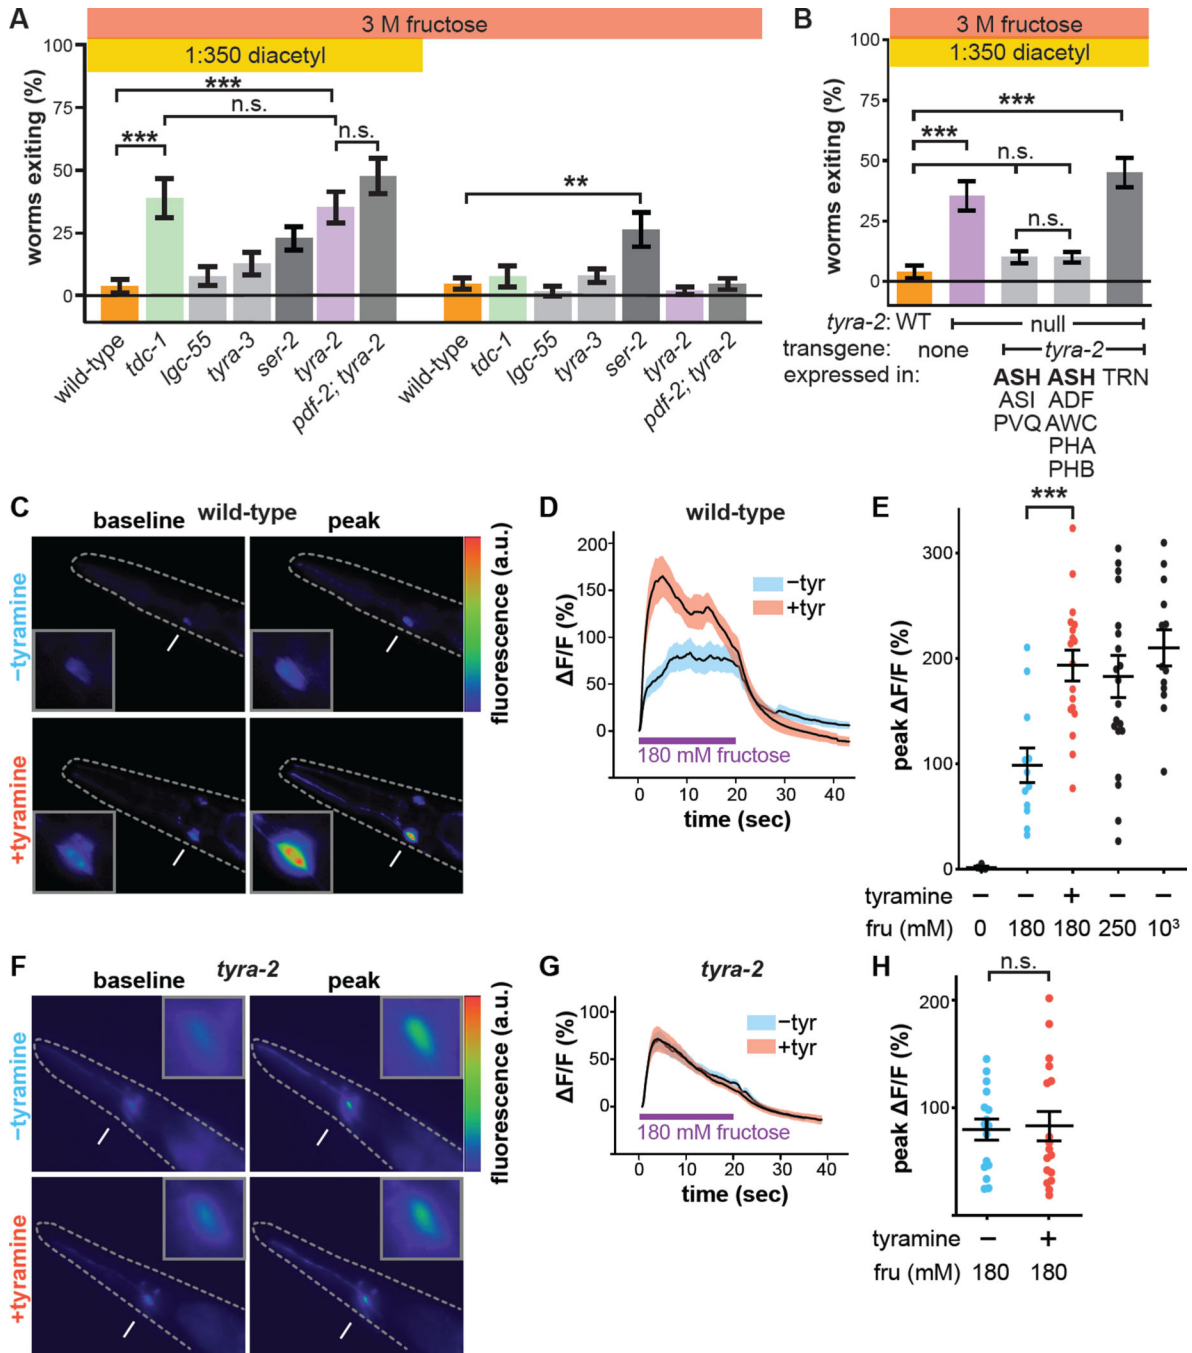 A
3 M fructose
1:350 diacetyl
worms exiting (%)
100
75
50
25
0
***
n.s.
***
n.s.
**
wild-type
tdc-1
lgc-55
tyra-3
ser-2
tyra-2
pdf-2; tyra-2
wild-type
tdc-1
lgc-55
tyra-3
ser-2
tyra-2
pdf-2; tyra-2
B
3 M fructose
1:350 diacetyl
worms exiting (%)
100
75
50
25
0
***
***
n.s.
n.s.
tyra-2: WT null
transgene: none tyra-2
expressed in: ASH ASH TRN
ASI ADF
PVQ AWC
PHA
PHB
C
wild-type
baseline peak
−tyramine
+tyramine
fluorescence (a.u.)
D
wild-type
ΔF/F (%)
200
150
100
50
0
−tyr
+tyr
180 mM fructose
0 10 20 30 40
time (sec)
E
***
peak ΔF/F (%)
300
200
100
0
tyramine − − + − −
fru (mM) 0 180 180 250 10³
F
tyra-2
baseline peak
−tyramine
+tyramine
fluorescence (a.u.)
G
tyra-2
ΔF/F (%)
100
50
0
−tyr
+tyr
180 mM fructose
0 10 20 30 40
time (sec)
H
n.s.
peak ΔF/F (%)
200
100
0
tyramine − +
fru (mM) 180 180